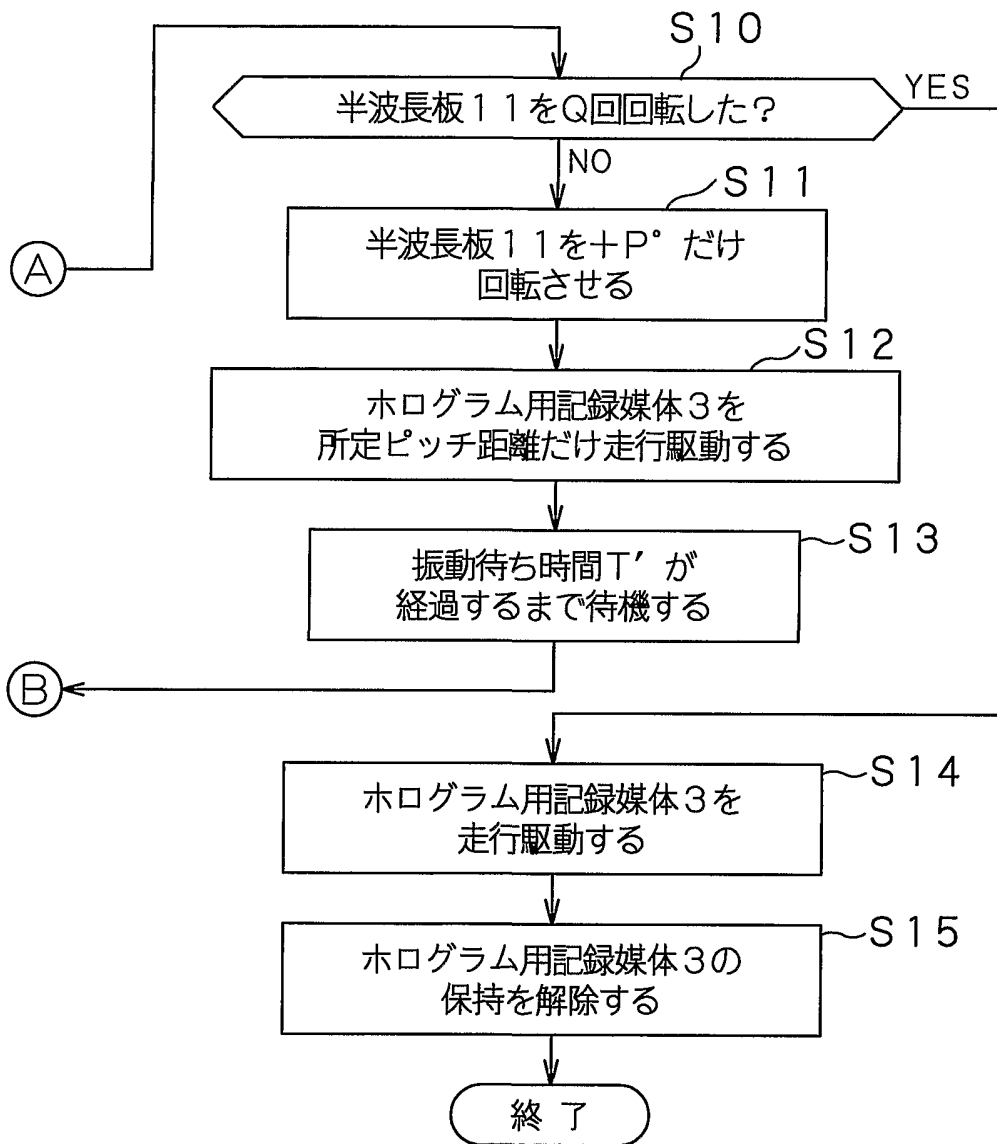 S10
半波長板11をQ回回転した?
YES
NO
S11
半波長板11を+P°だけ
回転させる
A
S12
ホログラム用記録媒体3を
所定ピッチ距離だけ走行駆動する
S13
振動待ち時間T′が
経過するまで待機する
B
S14
ホログラム用記録媒体3を
走行駆動する
S15
ホログラム用記録媒体3の
保持を解除する
終了